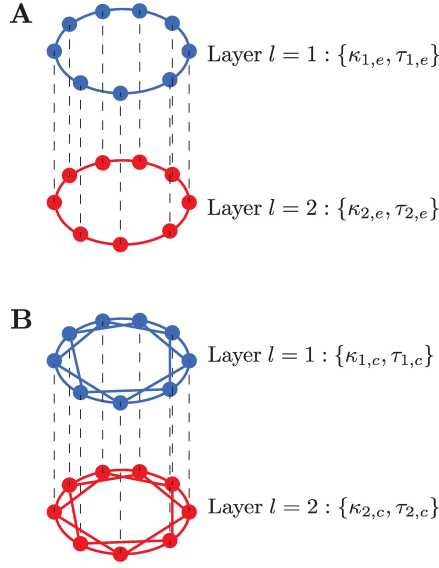 A
Layer l = 1 : {κ₁,ₑ, τ₁,ₑ}
Layer l = 2 : {κ₂,ₑ, τ₂,ₑ}
B
Layer l = 1 : {κ₁,c, τ₁,c}
Layer l = 2 : {κ₂,c, τ₂,c}